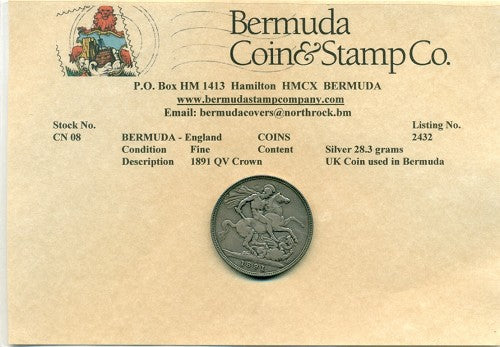 Bermuda
Coin&Stamp Co.
P.O. Box HM 1413 Hamilton HMCX BERMUDA
www.bermudastampcompany.com
Email: bermudacovers@northrock.bm
Stock No. Listing No.
CN 08 BERMUDA - England COINS 2432
Condition Fine Content Silver 28.3 grams
Description 1891 QV Crown UK Coin used in Bermuda
1891